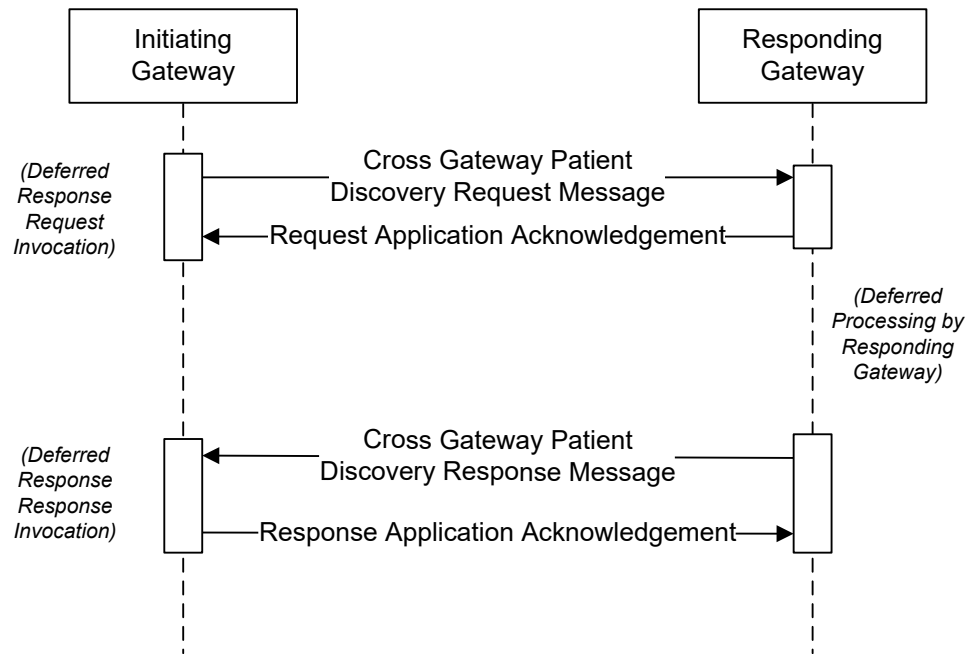 Initiating
Gateway
Responding
Gateway
(Deferred
Response
Request
Invocation)
Cross Gateway Patient
Discovery Request Message
Request Application Acknowledgement
(Deferred
Processing by
Responding
Gateway)
(Deferred
Response
Response
Invocation)
Cross Gateway Patient
Discovery Response Message
Response Application Acknowledgement